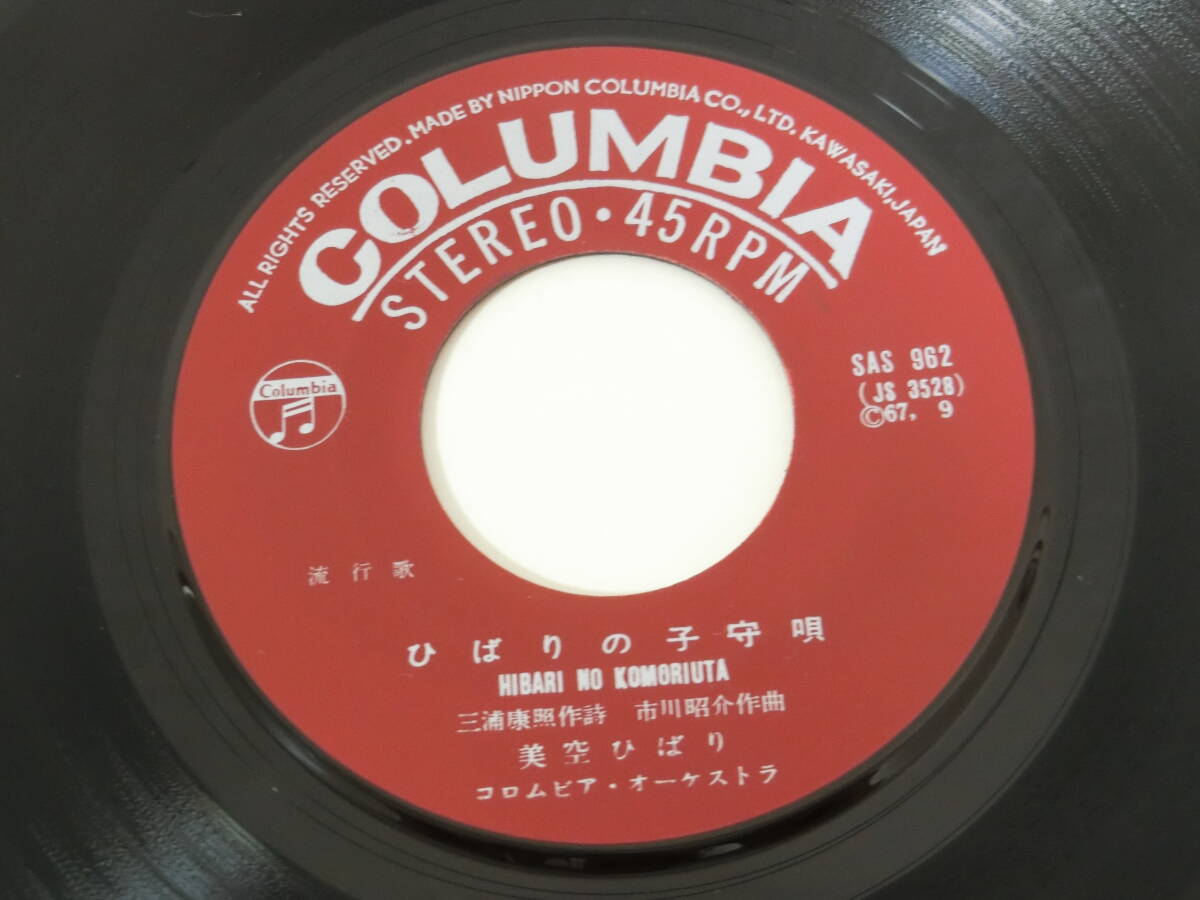 ALL RIGHTS RESERVED. MADE BY NIPPON COLUMBIA CO., LTD. KAWASAKI, JAPAN
COLUMBIA
STEREO・45RPM
Columbia
SAS 962
(JS 3528)
©67, 9
流行歌
ひばりの子守唄
HIBARI NO KOMORIUTA
三浦康照作詩 市川昭介作曲
美空ひばり
コロムビア・オーケストラ